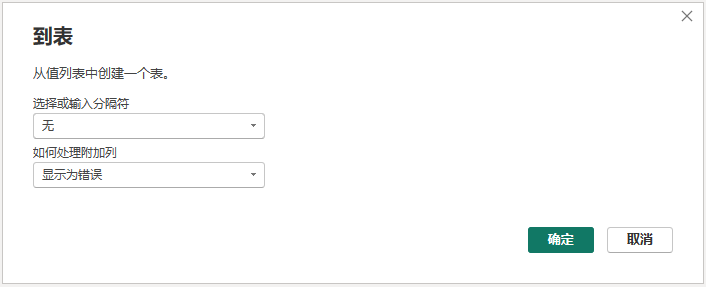 到表
从值列表中创建一个表。
选择或输入分隔符
无
如何处理附加列
显示为错误
确定
取消